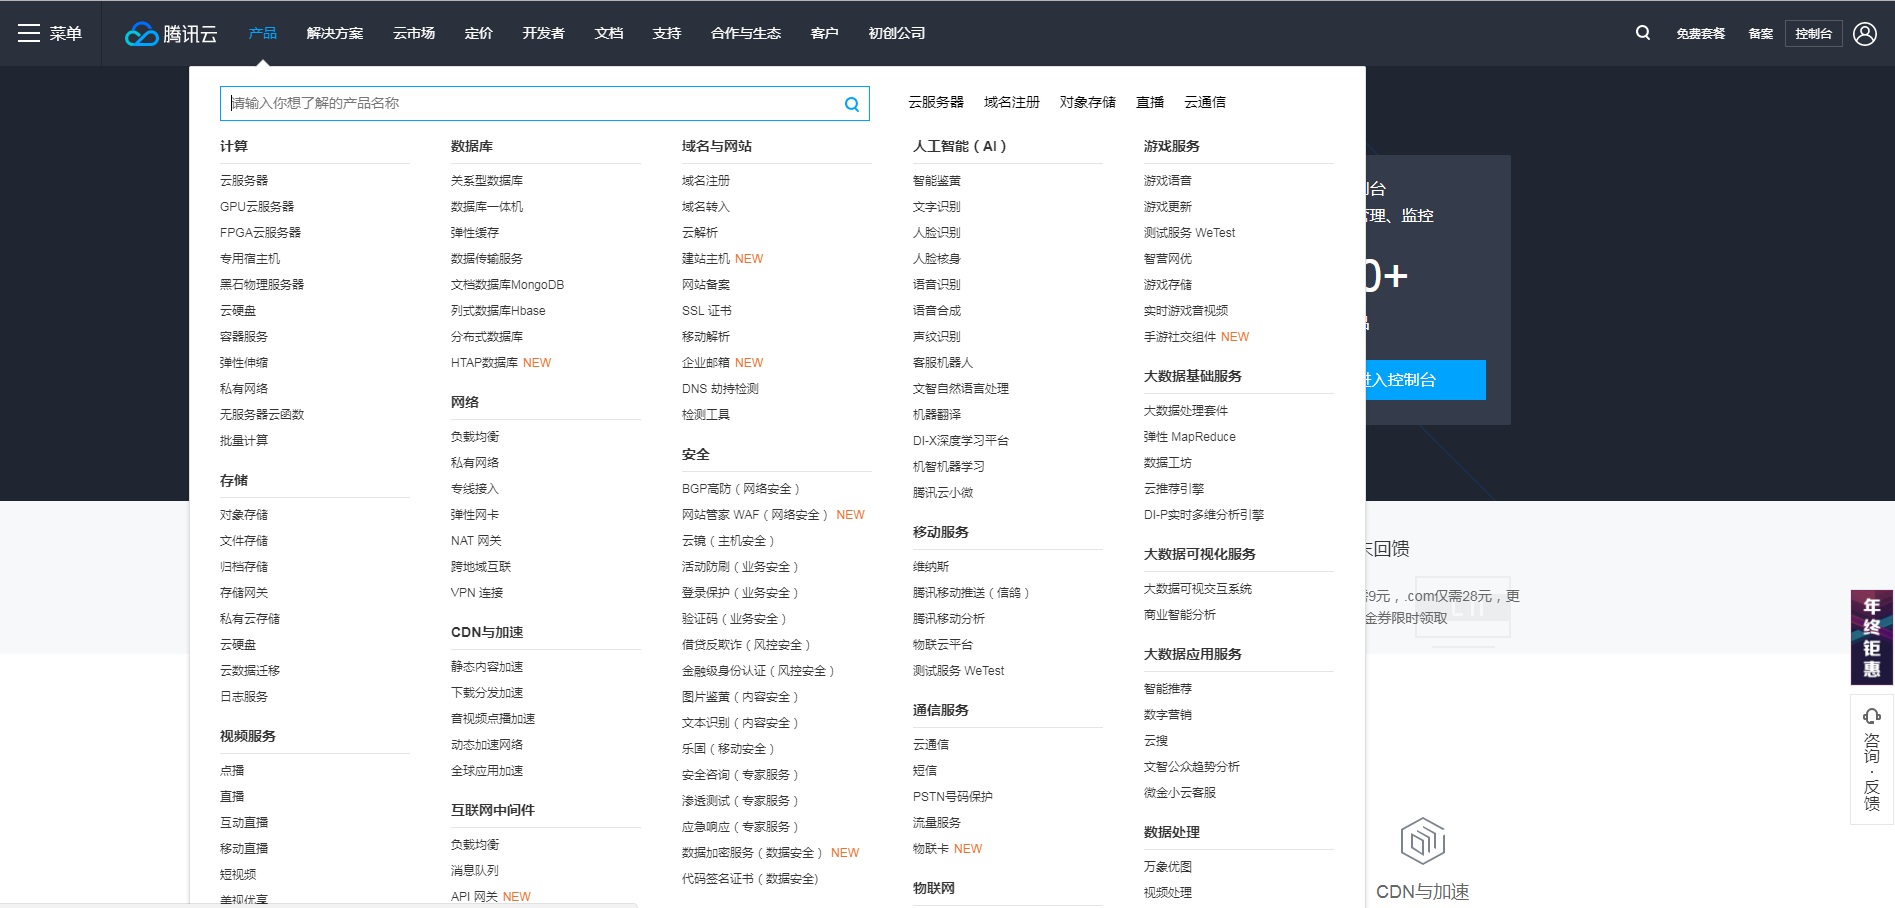 菜单
腾讯云
产品
解决方案
云市场
定价
开发者
文档
支持
合作与生态
客户
初创公司
免费套餐
备案
控制台
请输入你想了解的产品名称
云服务器
域名注册
对象存储
直播
云通信
计算
云服务器
GPU云服务器
FPGA云服务器
专用宿主机
黑石物理服务器
云硬盘
容器服务
弹性伸缩
私有网络
无服务器云函数
批量计算
存储
对象存储
文件存储
归档存储
存储网关
私有云存储
云硬盘
云数据迁移
日志服务
视频服务
点播
直播
互动直播
移动直播
短视频
美视优享
数据库
关系型数据库
数据库一体机
弹性缓存
数据传输服务
文档数据库MongoDB
列式数据库Hbase
分布式数据库
HTAP数据库 NEW
网络
负载均衡
私有网络
专线接入
弹性网卡
NAT 网关
跨地域互联
VPN 连接
CDN与加速
静态内容加速
下载分发加速
音视频点播加速
动态加速网络
全球应用加速
互联网中间件
负载均衡
消息队列
API 网关 NEW
域名与网站
域名注册
域名转入
云解析
建站主机 NEW
网站备案
SSL 证书
移动解析
企业邮箱 NEW
DNS 劫持检测
检测工具
安全
BGP高防（网络安全）
网站管家 WAF（网络安全） NEW
云镜（主机安全）
活动防刷（业务安全）
登录保护（业务安全）
验证码（业务安全）
借贷反欺诈（风控安全）
金融级身份认证（风控安全）
图片鉴黄（内容安全）
文本识别（内容安全）
乐固（移动安全）
安全咨询（专家服务）
渗透测试（专家服务）
应急响应（专家服务）
数据加密服务（数据安全） NEW
代码签名证书（数据安全)
人工智能（AI）
智能鉴黄
文字识别
人脸识别
人脸核身
语音识别
语音合成
声纹识别
客服机器人
文智自然语言处理
机器翻译
DI-X深度学习平台
机智机器学习
腾讯云小微
移动服务
维纳斯
腾讯移动推送（信鸽）
腾讯移动分析
物联云平台
测试服务 WeTest
通信服务
云通信
短信
PSTN号码保护
流量服务
物联卡 NEW
物联网
游戏服务
游戏语音
游戏更新
测试服务 WeTest
智营网优
游戏存储
实时游戏音视频
手游社交组件 NEW
大数据基础服务
大数据处理套件
弹性 MapReduce
数据工坊
云推荐引擎
DI-P实时多维分析引擎
大数据可视化服务
大数据可视交互系统
商业智能分析
大数据应用服务
智能推荐
数字营销
云搜
文智公众趋势分析
微金小云客服
数据处理
万象优图
视频处理
台
理、监控
0+
进入控制台
回馈
9元，.com仅需28元，更
金券限时领取
CDN与加速
年终钜惠
咨询·反馈